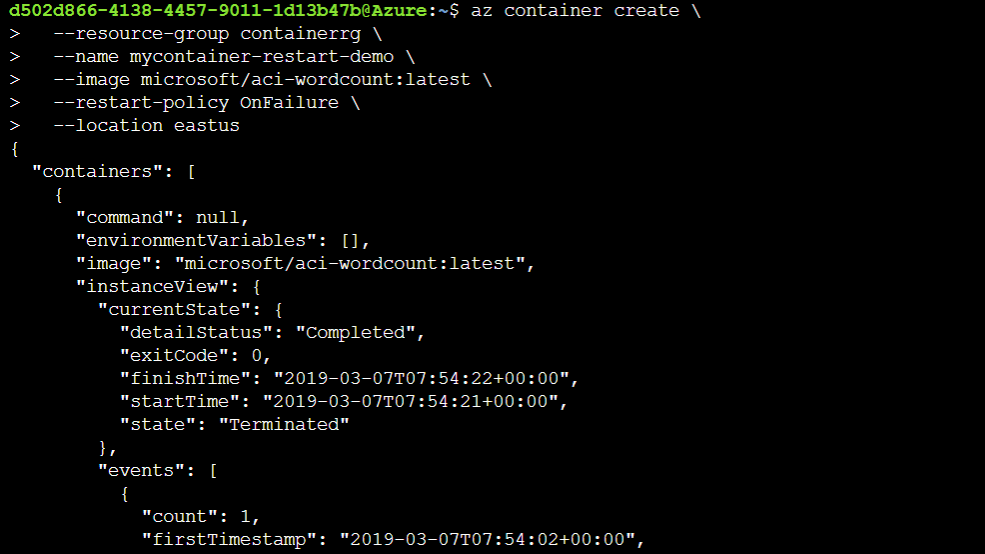 d502d866-4138-4457-9011-1d13b47b@Azure:~$ az container create \
>   --resource-group containerrg \
>   --name mycontainer-restart-demo \
>   --image microsoft/aci-wordcount:latest \
>   --restart-policy OnFailure \
>   --location eastus
{
  "containers": [
    {
      "command": null,
      "environmentVariables": [],
      "image": "microsoft/aci-wordcount:latest",
      "instanceView": {
        "currentState": {
          "detailStatus": "Completed",
          "exitCode": 0,
          "finishTime": "2019-03-07T07:54:22+00:00",
          "startTime": "2019-03-07T07:54:21+00:00",
          "state": "Terminated"
        },
        "events": [
          {
            "count": 1,
            "firstTimestamp": "2019-03-07T07:54:02+00:00",